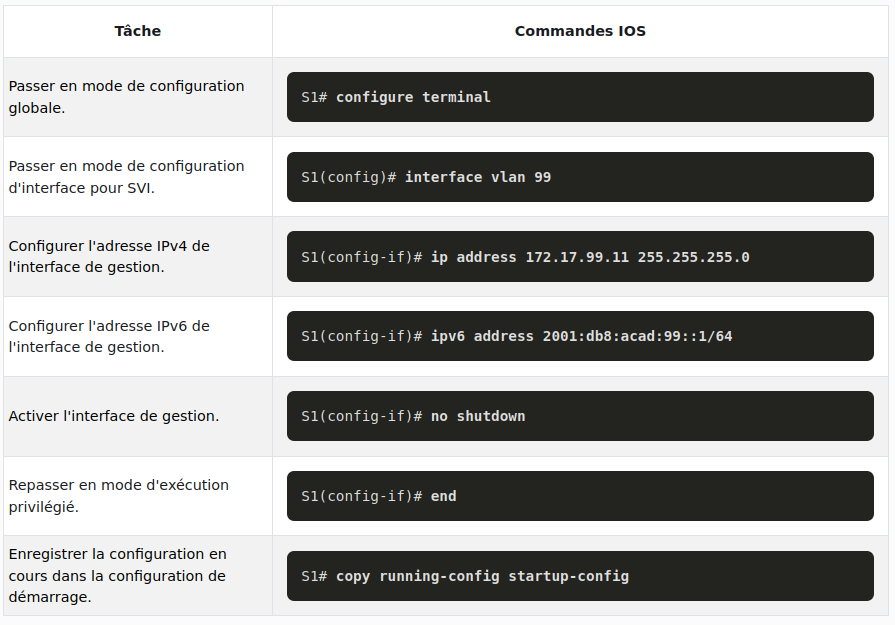 Tâche
Commandes IOS
Passer en mode de configuration
globale.
S1# configure terminal
Passer en mode de configuration
d'interface pour SVI.
S1(config)# interface vlan 99
Configurer l'adresse IPv4 de
l'interface de gestion.
S1(config-if)# ip address 172.17.99.11 255.255.255.0
Configurer l'adresse IPv6 de
l'interface de gestion.
S1(config-if)# ipv6 address 2001:db8:acad:99::1/64
Activer l'interface de gestion.
S1(config-if)# no shutdown
Repasser en mode d'exécution
privilégié.
S1(config-if)# end
Enregistrer la configuration en
cours dans la configuration de
démarrage.
S1# copy running-config startup-config